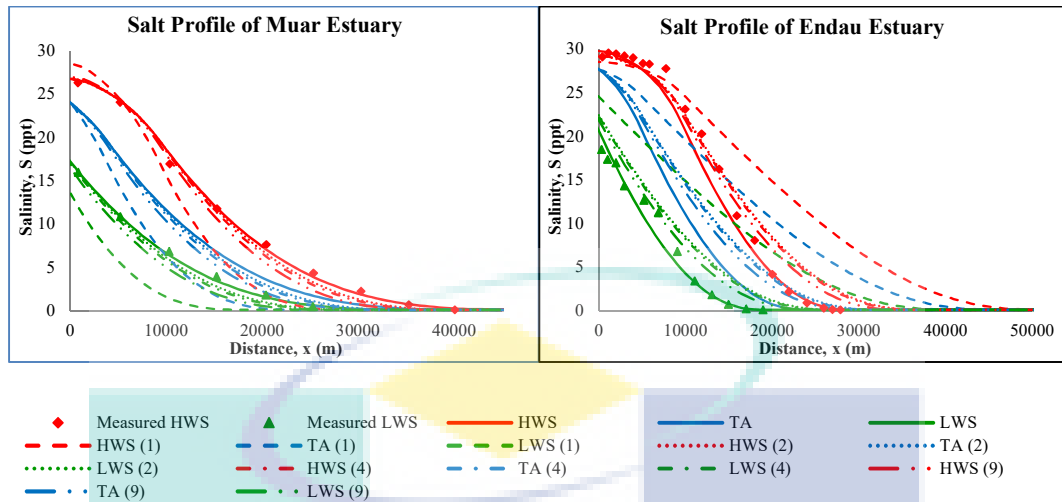 Salt Profile of Muar Estuary
30
25
20
15
10
5
0
Salinity, S (ppt)
0 10000 20000 30000 40000
Distance, x (m)
Salt Profile of Endau Estuary
30
25
20
15
10
5
0
Salinity, S (ppt)
0 10000 20000 30000 40000 50000
Distance, x (m)
Measured HWS Measured LWS HWS TA LWS
HWS (1) TA (1) LWS (1) HWS (2) TA (2)
LWS (2) HWS (4) TA (4) LWS (4) HWS (9)
TA (9) LWS (9)